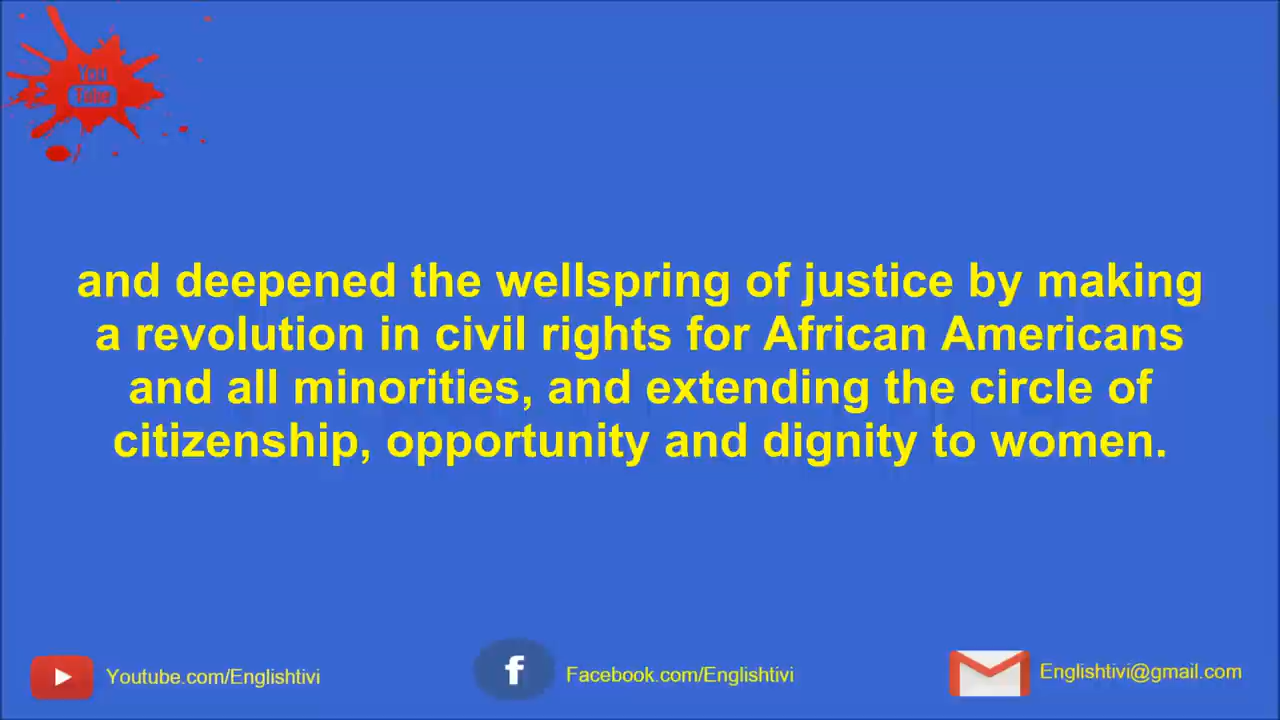 You
and deepened the wellspring of justice by making
a revolution in civil rights for African Americans
and all minorities, and extending the circle of
citizenship, opportunity and dignity to women.
Youtube.com/Englishtivi
f
Facebook.com/Englishtivi
Englishtivi@gmail.com